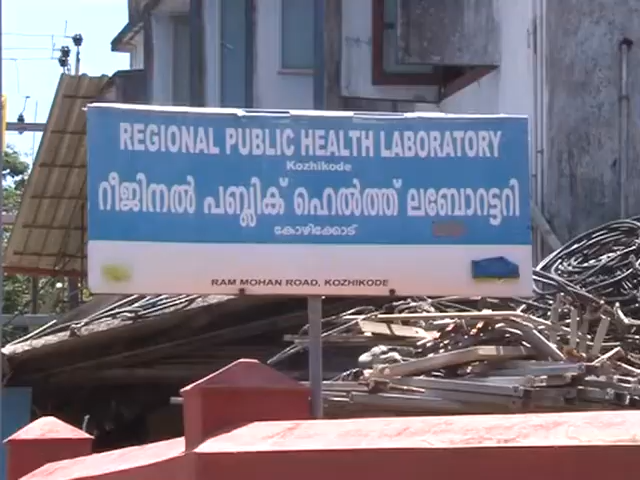 REGIONAL PUBLIC HEALTH LABORATORY
Kozhikode
റീജിനൽ പബ്ലിക് ഹെൽത്ത് ലബോറട്ടറി
കോഴിക്കോട്
RAM MOHAN ROAD, KOZHIKODE